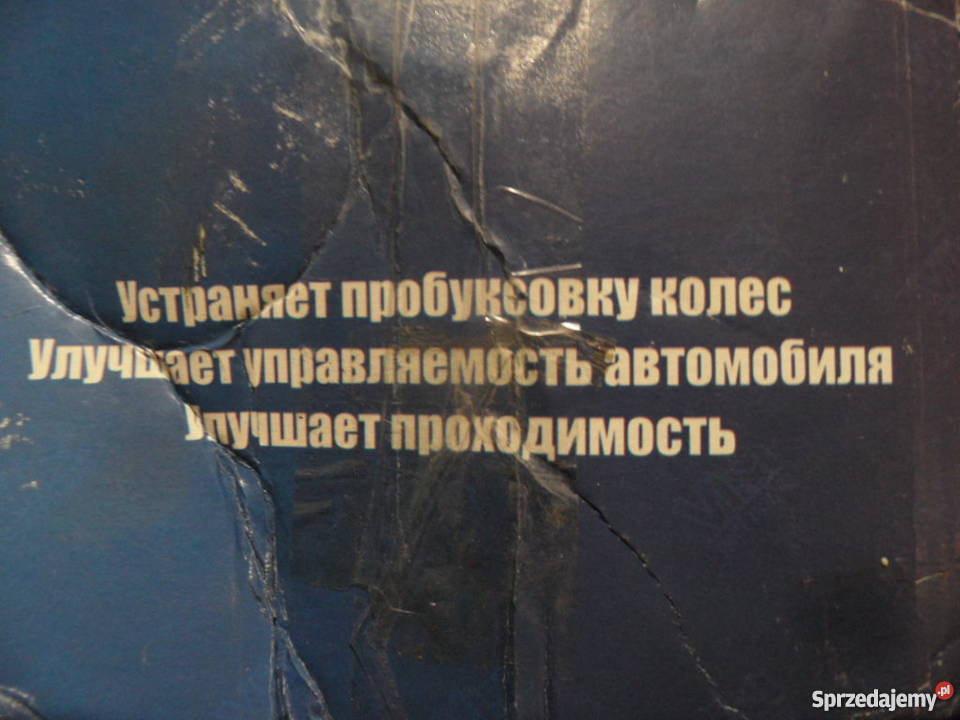 Устраняет пробуксовку колес
Улучшает управляемость автомобиля
Улучшает проходимость
Sprzedajemy.pl